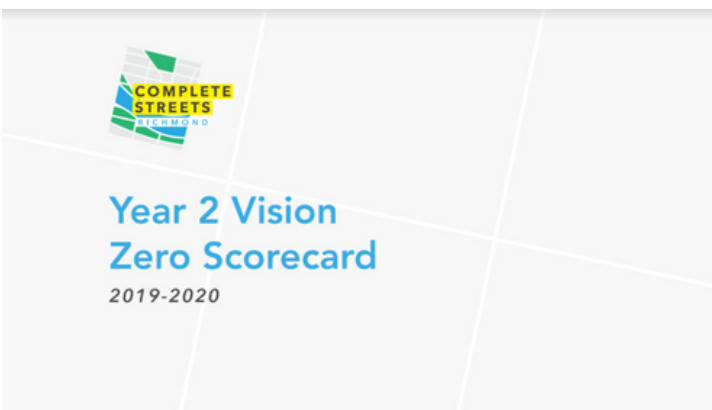 COMPLETE
STREETS
RICHMOND
Year 2 Vision
Zero Scorecard
2019-2020